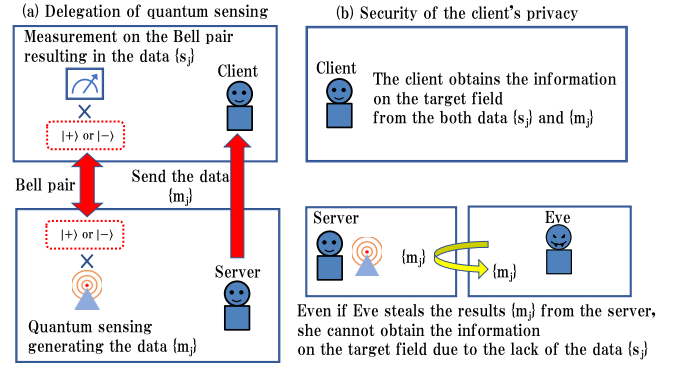 (a) Delegation of quantum sensing
Measurement on the Bell pair
resulting in the data {sj}
Client
|+⟩ or |−⟩
Bell pair
Send the data
{mj}
|+⟩ or |−⟩
Server
Quantum sensing
generating the data {mj}
(b) Security of the client's privacy
Client
The client obtains the information
on the target field
from the both data {sj} and {mj}
Server
{mj}
Eve
{mj}
Even if Eve steals the results {mj} from the server,
she cannot obtain the information
on the target field due to the lack of the data {sj}